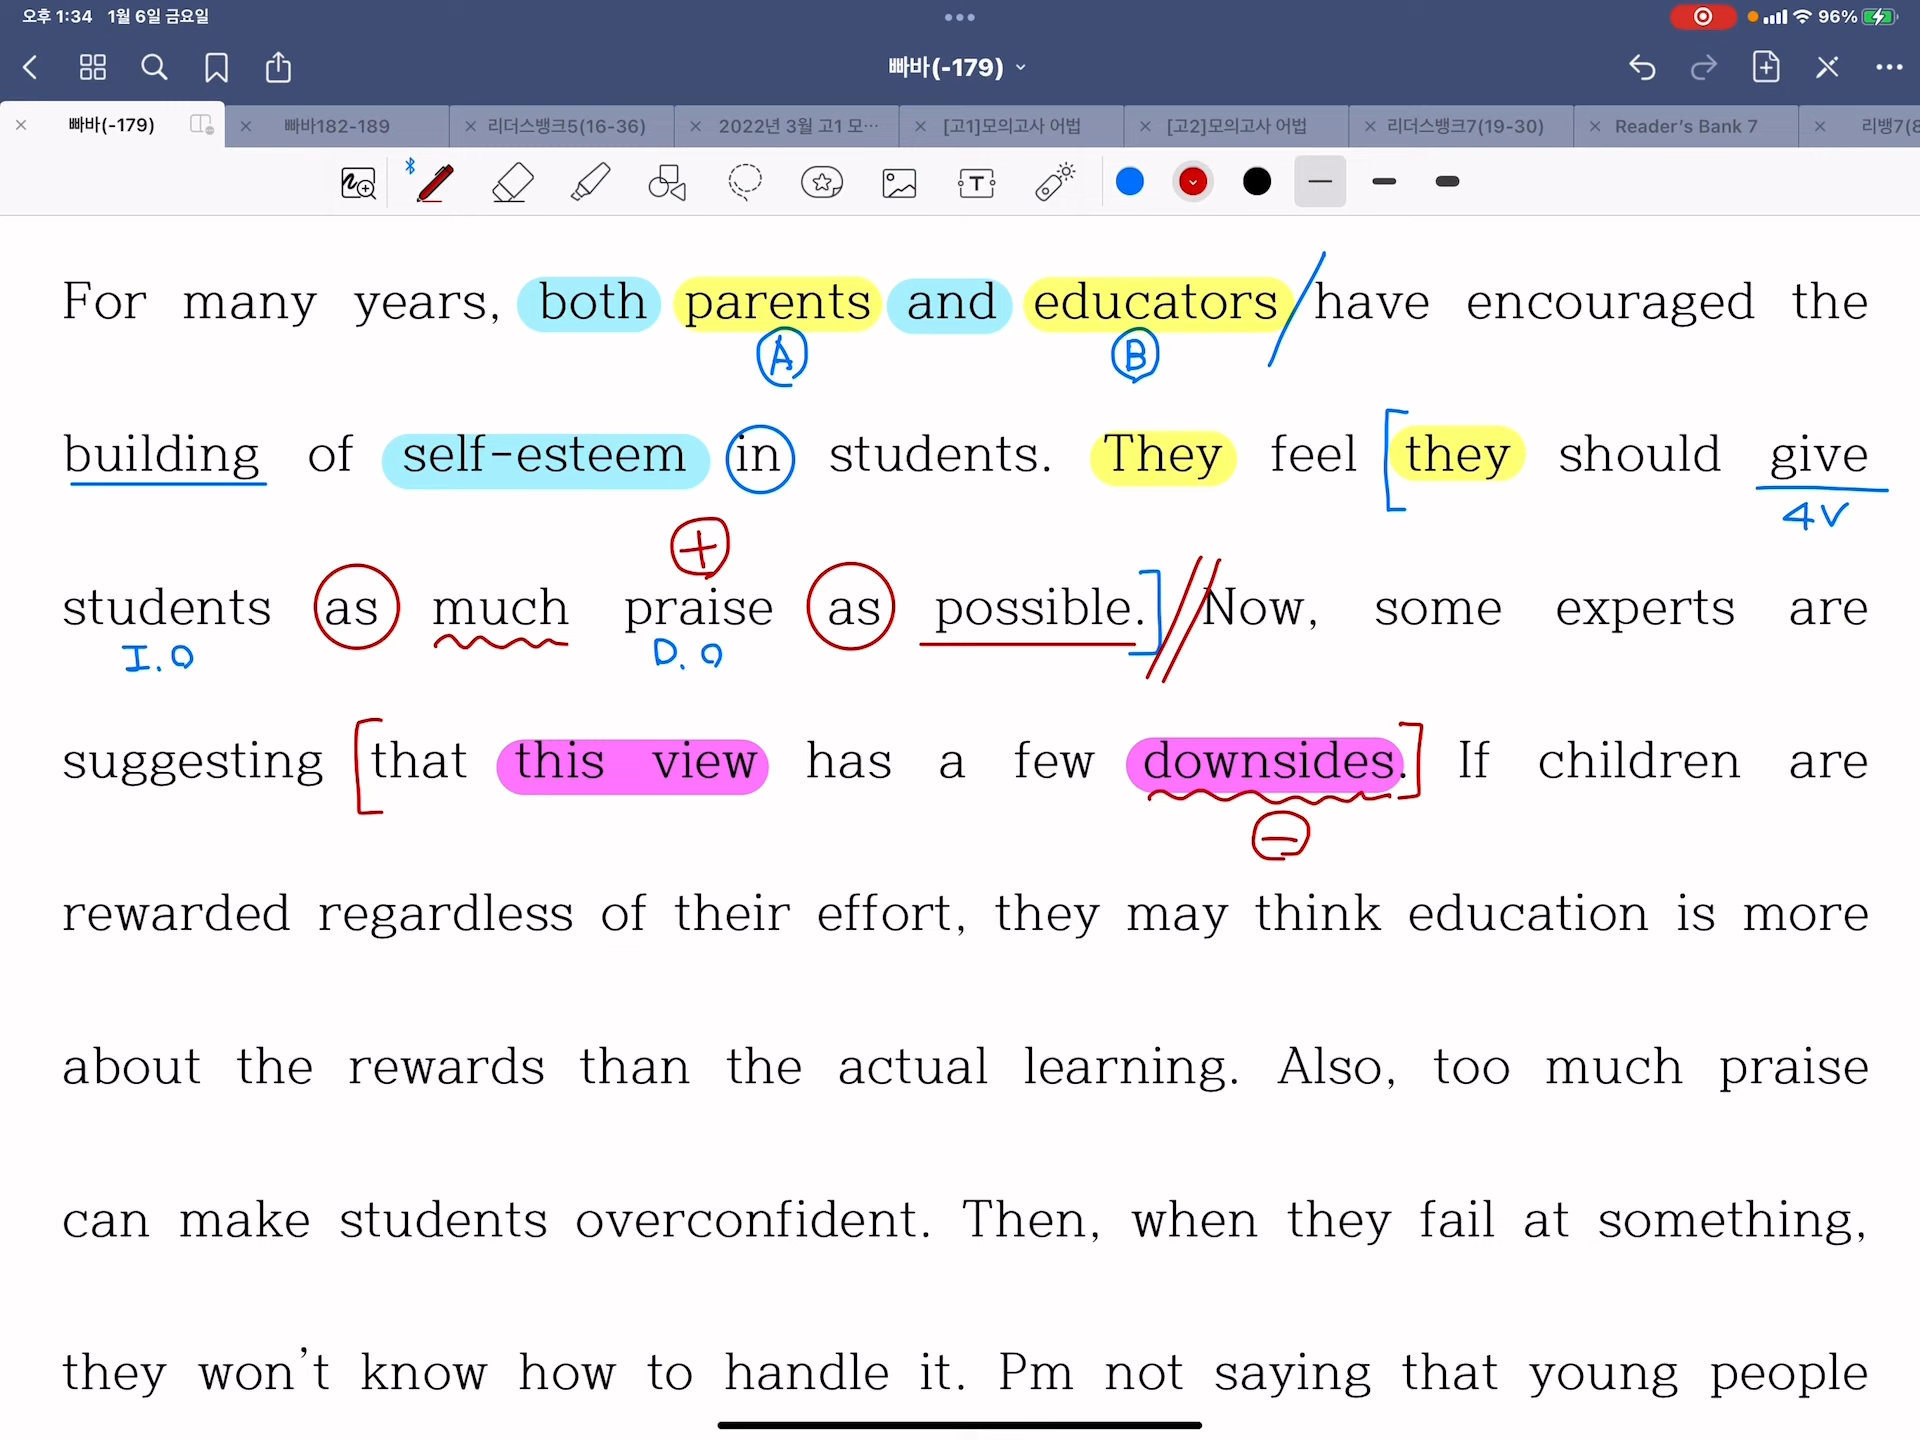 오후 1:34 1월 6일 금요일
96%
빠바(-179)
빠바(-179)
빠바182-189
리더스뱅크5(16-36)
2022년 3월 고1 모…
[고1]모의고사 어법
[고2]모의고사 어법
리더스뱅크7(19-30)
Reader's Bank 7
리뱅7(8
T
For many years, both parents and educators have encouraged the
A B
building of self-esteem in students. They feel they should give
4V
+
students as much praise as possible. Now, some experts are
I.O D.O
suggesting that this view has a few downsides. If children are
−
rewarded regardless of their effort, they may think education is more
about the rewards than the actual learning. Also, too much praise
can make students overconfident. Then, when they fail at something,
they won't know how to handle it. Pm not saying that young people